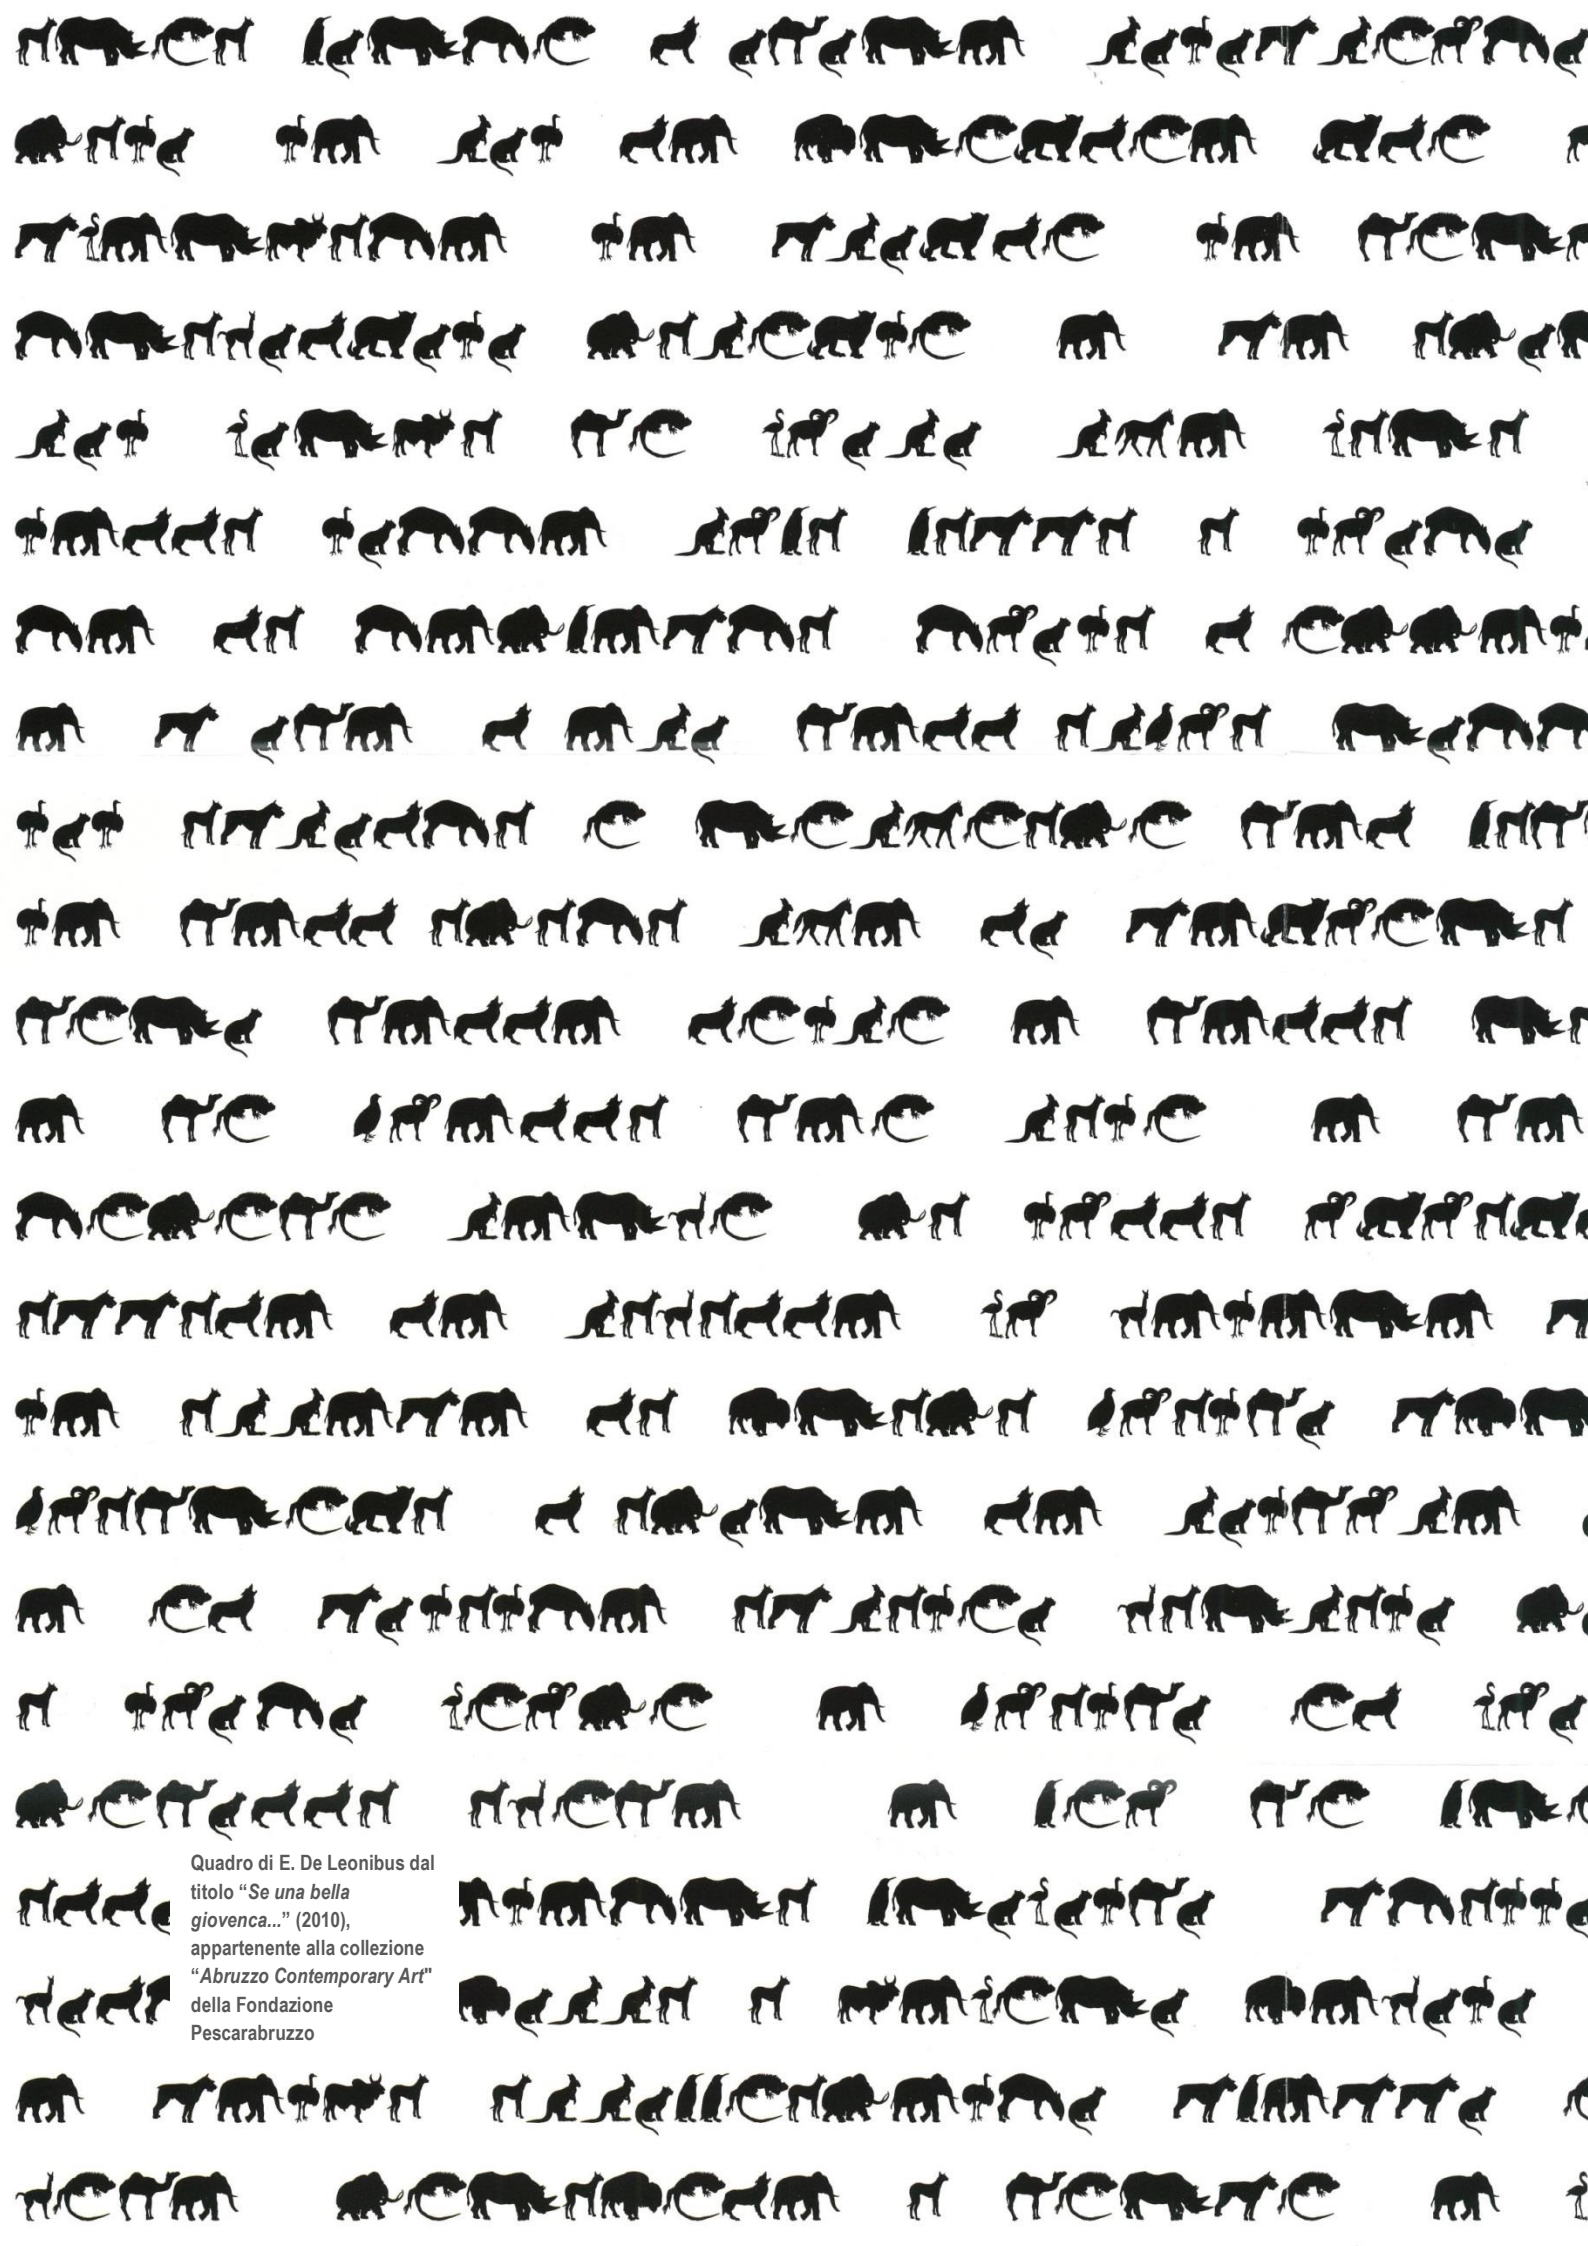 Quadro di E. De Leonibus dal
titolo “Se una bella
giovenca...” (2010),
appartenente alla collezione
“Abruzzo Contemporary Art"
della Fondazione
Pescarabruzzo